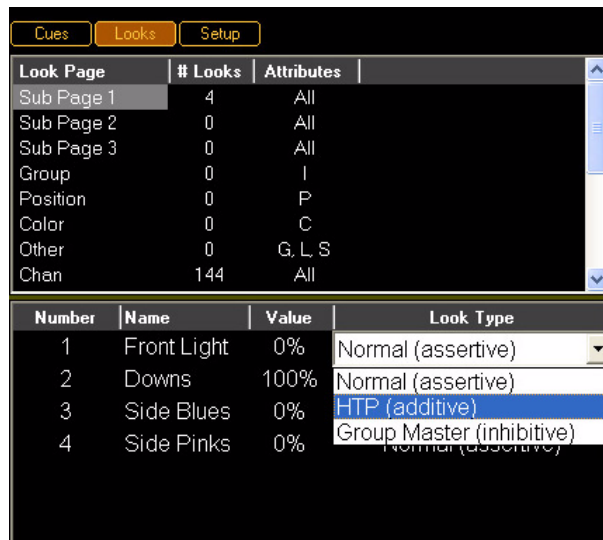 Cues Looks Setup
Look Page # Looks Attributes
Sub Page 1 4 All
Sub Page 2 0 All
Sub Page 3 0 All
Group 0 I
Position 0 P
Color 0 C
Other 0 G, L, S
Chan 144 All
Number Name Value Look Type
1 Front Light 0% Normal (assertive)
2 Downs 100% Normal (assertive)
3 Side Blues 0% HTP (additive)
Group Master (inhibitive)
4 Side Pinks 0% Normal (assertive)